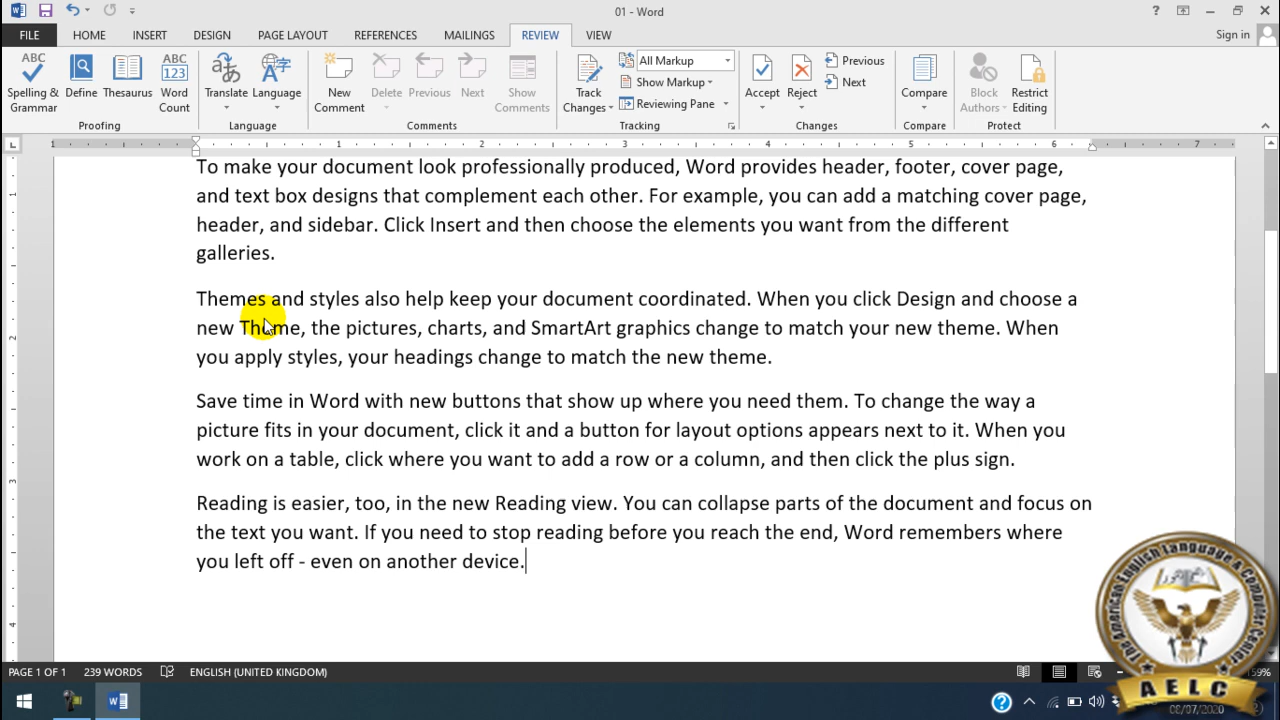 01 - Word
FILE HOME INSERT DESIGN PAGE LAYOUT REFERENCES MAILINGS REVIEW VIEW Sign in
Spelling & Grammar
Define
Thesaurus
Word Count
Translate
Language
New Comment
Delete
Previous
Next
Show Comments
Track Changes
All Markup
Show Markup
Reviewing Pane
Accept
Reject
Previous
Next
Compare
Block Authors
Restrict Editing
Proofing Language Comments Tracking Changes Compare Protect
To make your document look professionally produced, Word provides header, footer, cover page,
and text box designs that complement each other. For example, you can add a matching cover page,
header, and sidebar. Click Insert and then choose the elements you want from the different
galleries.
Themes and styles also help keep your document coordinated. When you click Design and choose a
new Theme, the pictures, charts, and SmartArt graphics change to match your new theme. When
you apply styles, your headings change to match the new theme.
Save time in Word with new buttons that show up where you need them. To change the way a
picture fits in your document, click it and a button for layout options appears next to it. When you
work on a table, click where you want to add a row or a column, and then click the plus sign.
Reading is easier, too, in the new Reading view. You can collapse parts of the document and focus on
the text you want. If you need to stop reading before you reach the end, Word remembers where
you left off - even on another device.
The American English Language & Computer Center
AELC
PAGE 1 OF 1 239 WORDS ENGLISH (UNITED KINGDOM) 159%
08/07/2020